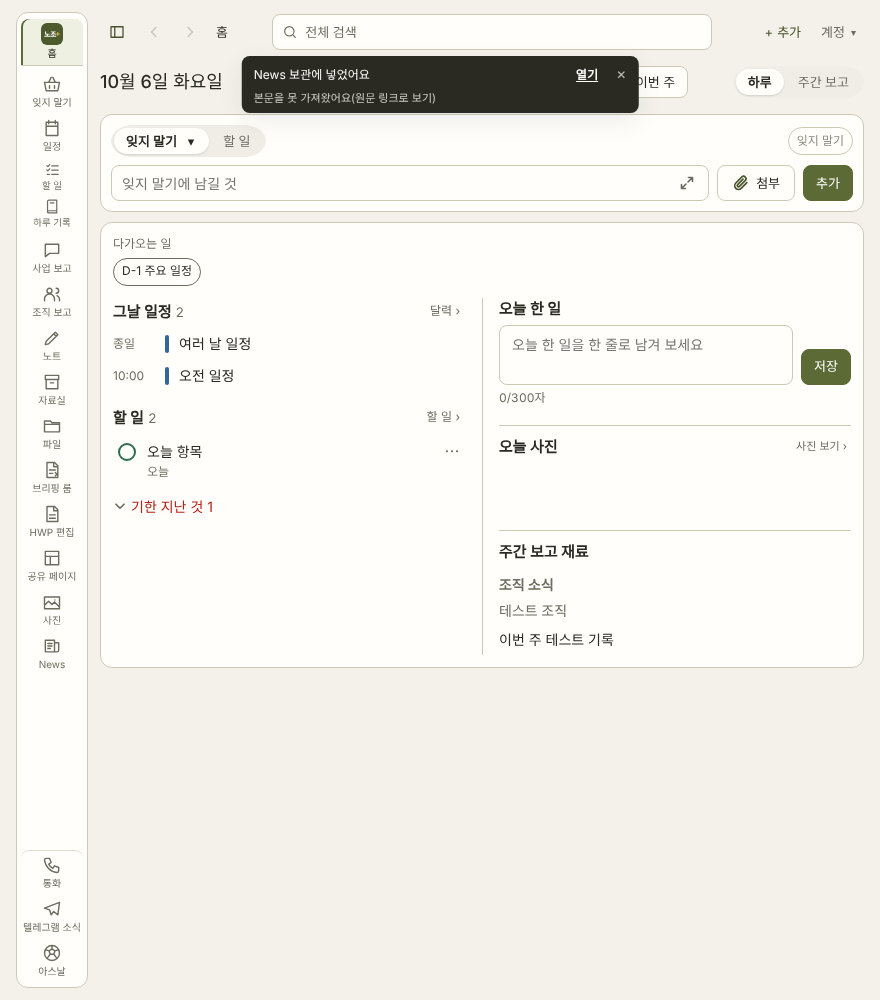 노조+
홈
잊지 말기
일정
할 일
하루 기록
사업 보고
조직 보고
노트
자료실
파일
브리핑 룸
HWP 편집
공유 페이지
사진
News
통화
텔레그램 소식
아스날
홈
전체 검색
+ 추가
계정 ▾
10월 6일 화요일
News 보관에 넣었어요
열기
×
본문을 못 가져왔어요(원문 링크로 보기)
이번 주
하루
주간 보고
잊지 말기 ▾
할 일
잊지 말기
잊지 말기에 남길 것
첨부
추가
다가오는 일
D-1 주요 일정
그날 일정 2
달력 ›
종일 여러 날 일정
10:00 오전 일정
할 일 2
할 일 ›
오늘 항목
···
오늘
기한 지난 것 1
오늘 한 일
오늘 한 일을 한 줄로 남겨 보세요
저장
0/300자
오늘 사진
사진 보기 ›
주간 보고 재료
조직 소식
테스트 조직
이번 주 테스트 기록